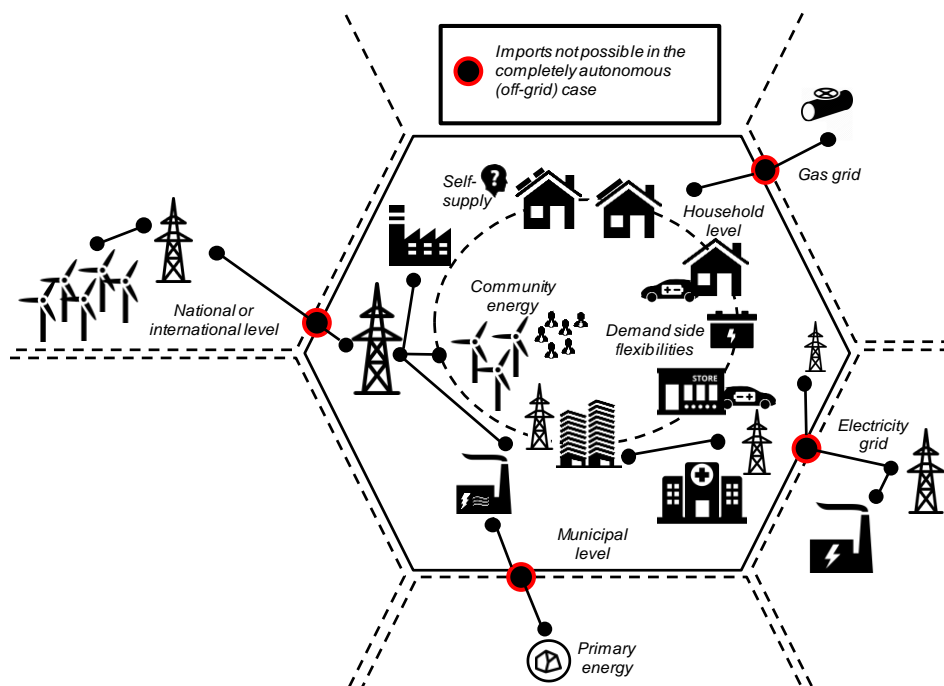 Imports not possible in the
completely autonomous
(off-grid) case
Gas grid
Self-
supply
?
Household
level
National or
international level
Community
energy
Demand side
flexibilities
STORE
Electricity
grid
Municipal
level
Primary
energy